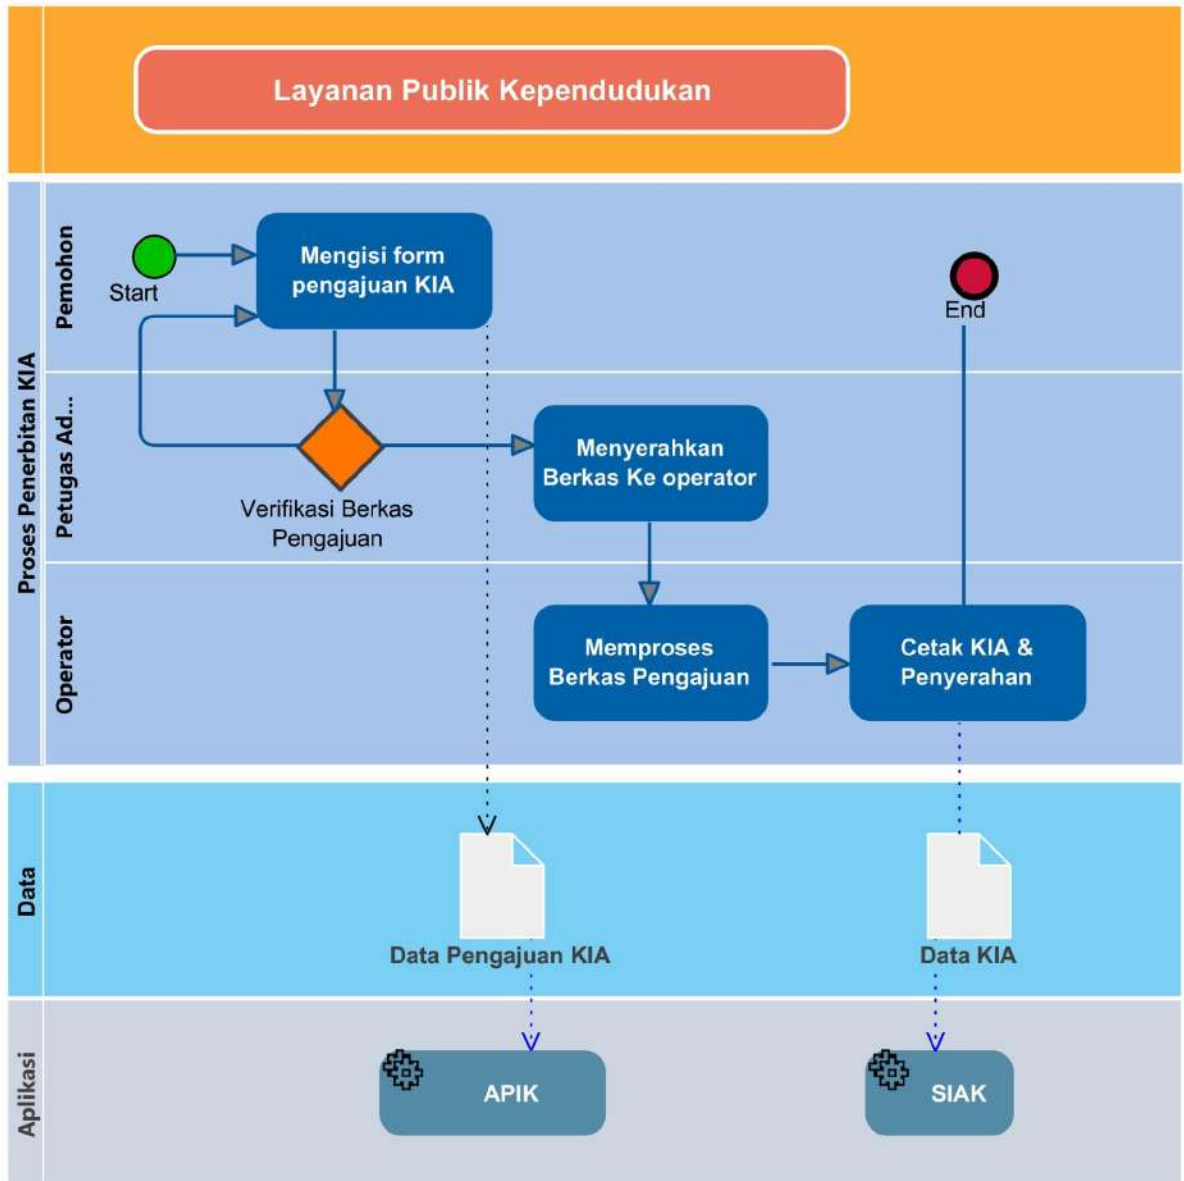 Layanan Publik Kependudukan
Proses Penerbitan KIA
Pemohon
Start
Mengisi form
pengajuan KIA
End
Petugas Ad...
Verifikasi Berkas
Pengajuan
Menyerahkan
Berkas Ke operator
Operator
Memproses
Berkas Pengajuan
Cetak KIA &
Penyerahan
Data
Data Pengajuan KIA
Data KIA
Aplikasi
APIK
SIAK